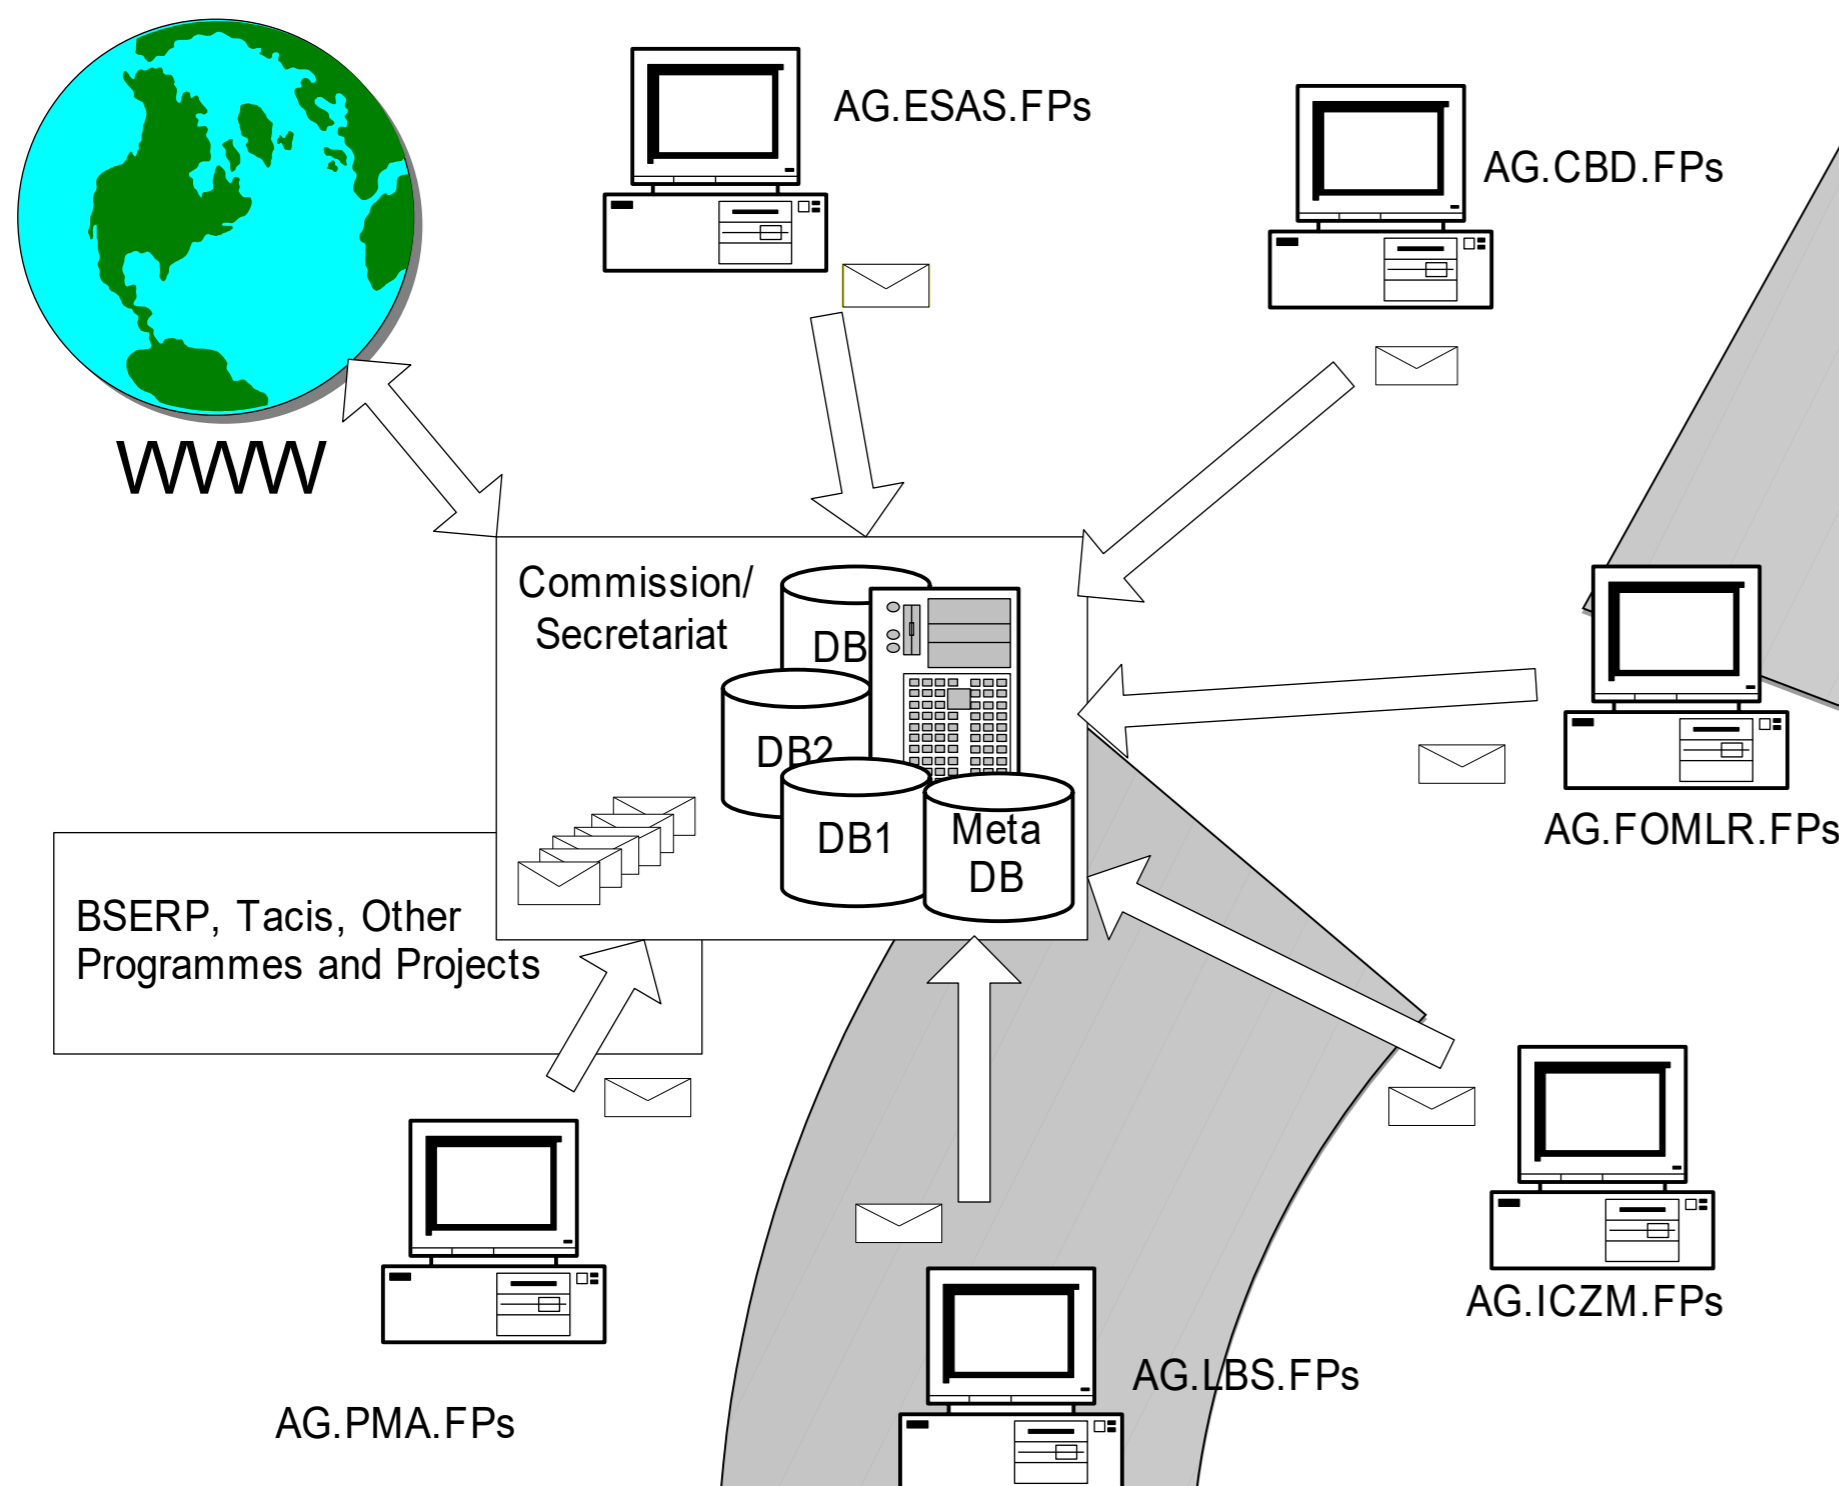 AG.ESAS.FPs
AG.CBD.FPs
WWW
Commission/
Secretariat
DB
DB2
DB1
Meta
DB
AG.FOMLR.FPs
BSERP, Tacis, Other
Programmes and Projects
AG.ICZM.FPs
AG.LBS.FPs
AG.PMA.FPs